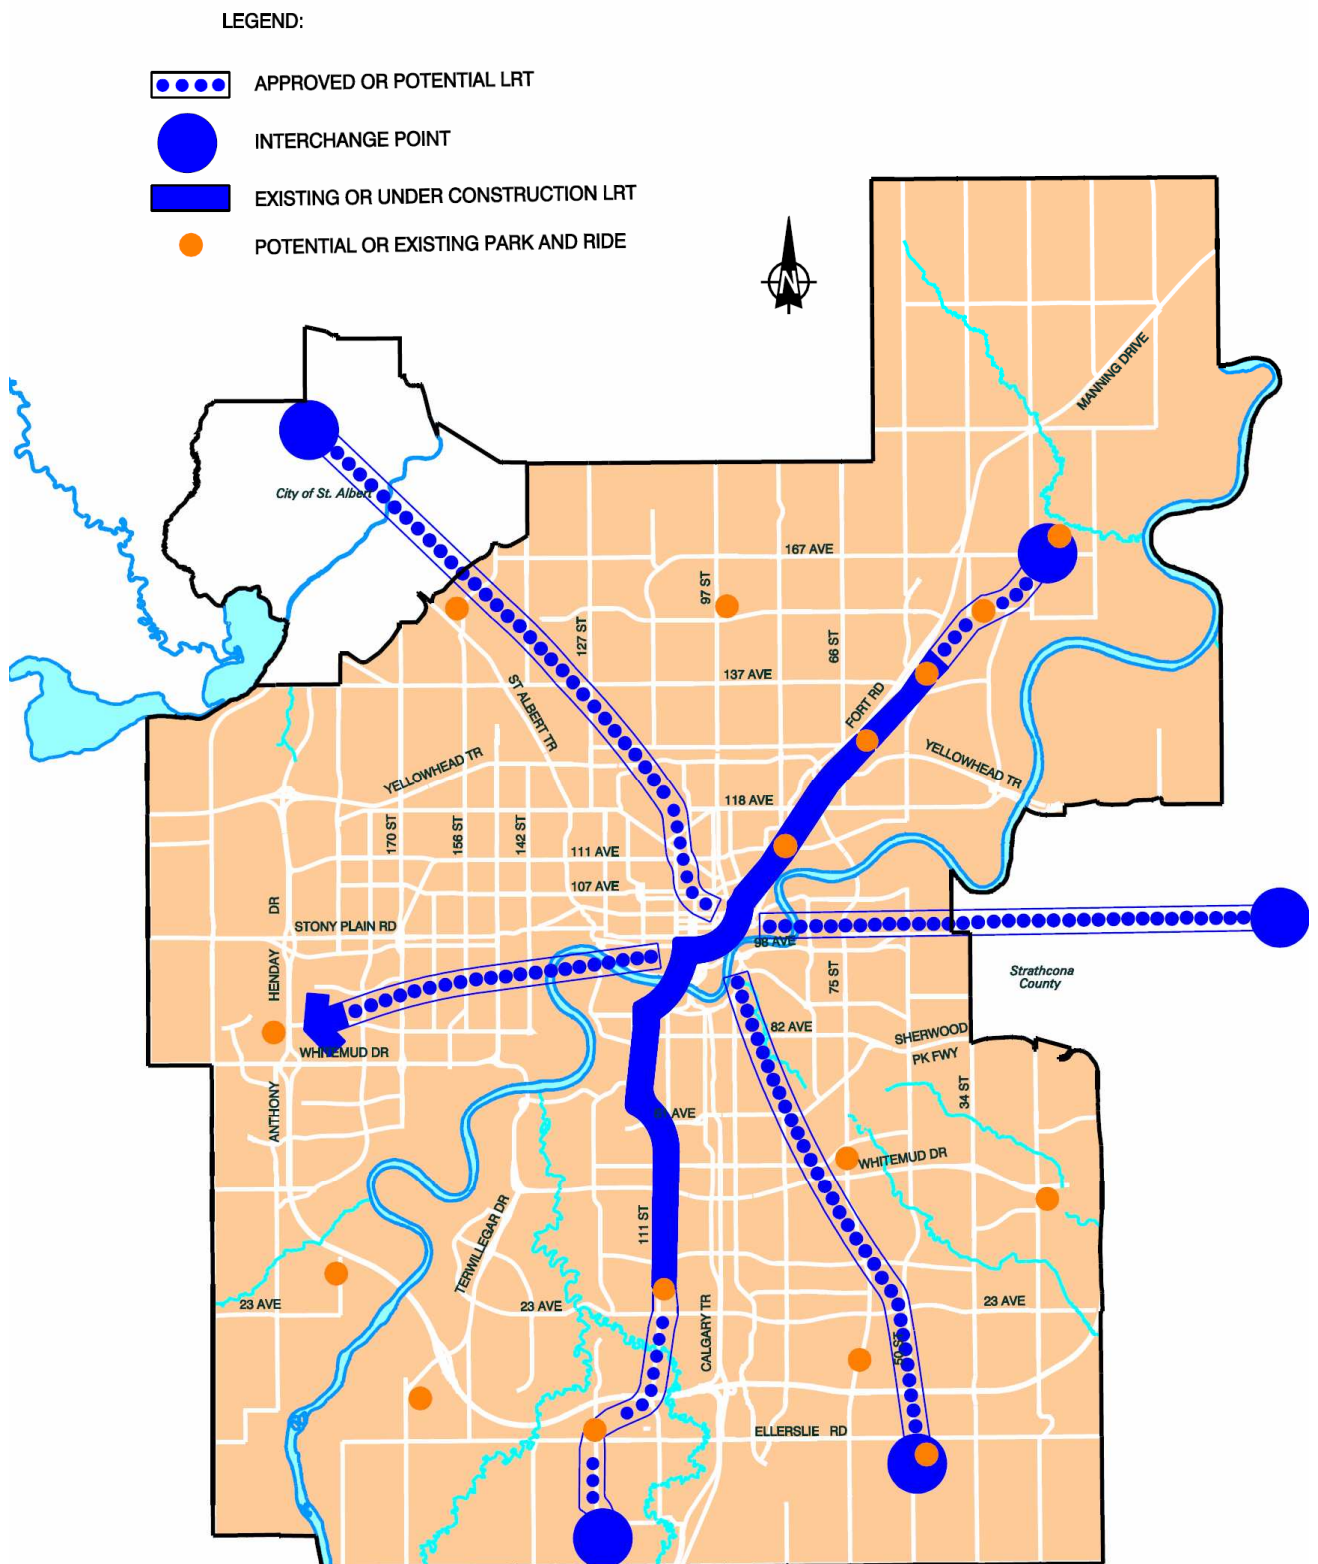 LEGEND:
APPROVED OR POTENTIAL LRT
INTERCHANGE POINT
EXISTING OR UNDER CONSTRUCTION LRT
POTENTIAL OR EXISTING PARK AND RIDE
N
MANNING DRIVE
City of St. Albert
167 AVE
97 ST
127 ST
66 ST
137 AVE
ST ALBERT TR
FORT RD
YELLOWHEAD TR
YELLOWHEAD TR
118 AVE
170 ST
156 ST
142 ST
111 AVE
107 AVE
DR
STONY PLAIN RD
98 AVE
HENDAY
75 ST
Strathcona
County
82 AVE
SHERWOOD
PK FWY
WHITEMUD DR
34 ST
ANTHONY
AVE
WHITEMUD DR
TERWILLEGAR DR
111 ST
23 AVE
23 AVE
23 AVE
CALGARY TR
50 ST
ELLERSLIE RD